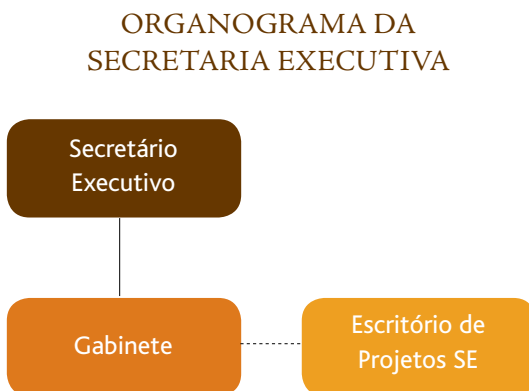 ORGANOGRAMA DA
SECRETARIA EXECUTIVA
Secretário
Executivo
Gabinete
Escritório de
Projetos SE